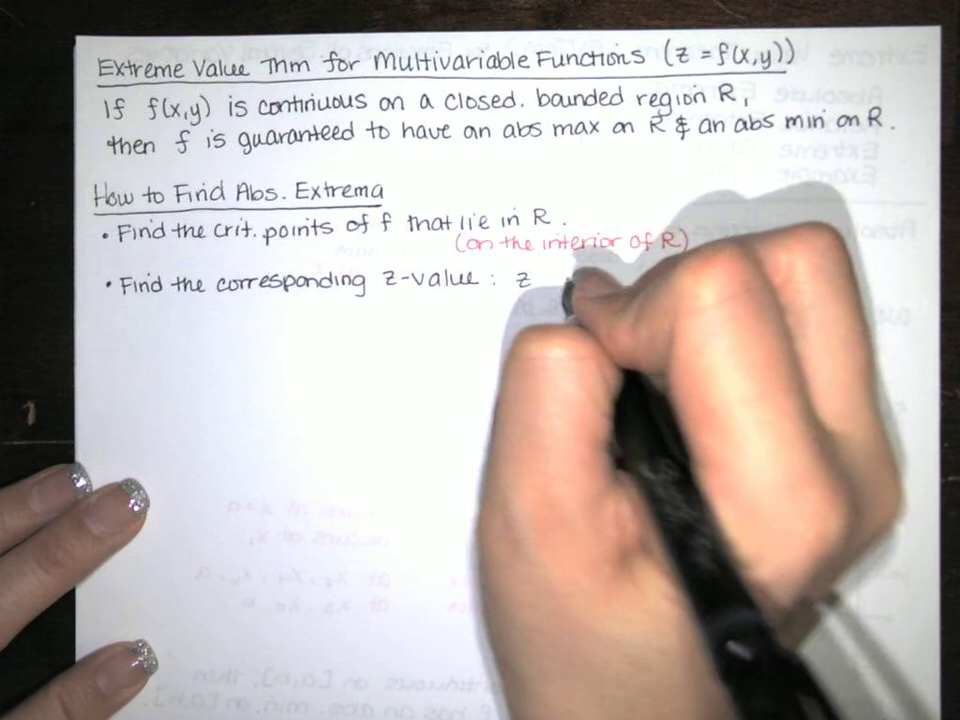 Extreme Value Thm for Multivariable Functions (z = f(x,y))
If f(x,y) is continuous on a closed. bounded region R,
then f is guaranteed to have an abs max on R & an abs min on R.
How to Find Abs. Extrema
• Find the crit. points of f that lie in R.
(on the interior of R)
• Find the corresponding z-value : z